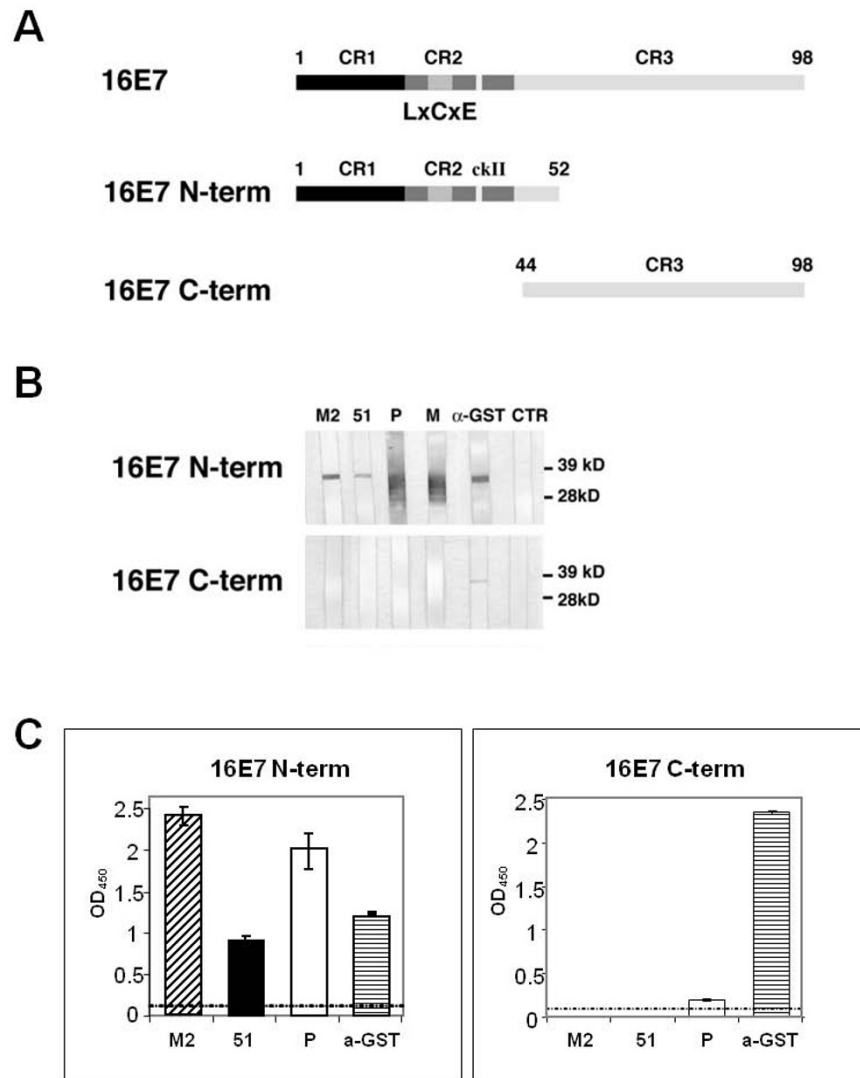 A
1 CR1 CR2 CR3 98
16E7
LxCxE
1 CR1 CR2 ckII 52
16E7 N-term
44 CR3 98
16E7 C-term
B
M2 51 P M α-GST CTR
16E7 N-term
39 kD
28kD
16E7 C-term
39 kD
28kD
C
16E7 N-term
2.5
2
1.5
1
0.5
0
OD450
M2 51 P a-GST
16E7 C-term
2.5
2
1.5
1
0.5
0
OD450
M2 51 P a-GST